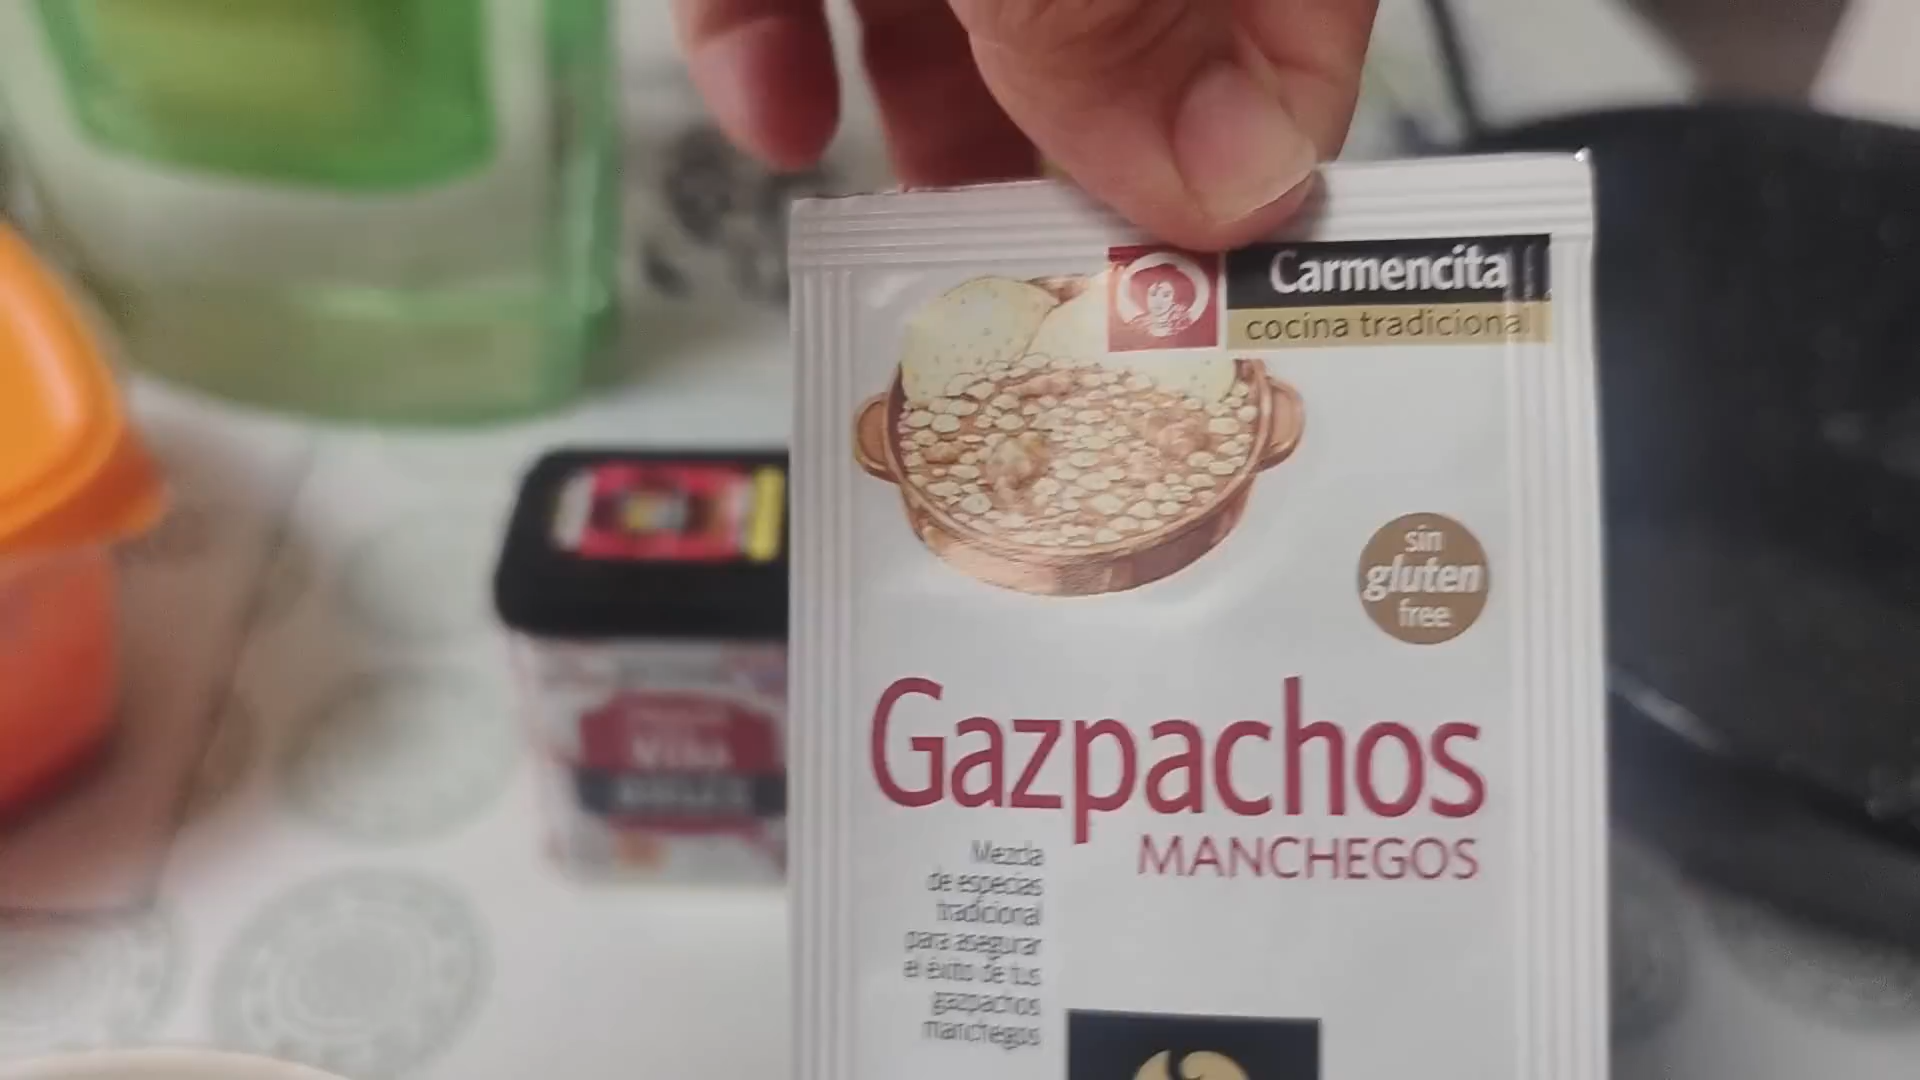 Carmencita
cocina tradicional
sin
gluten
free
Gazpachos
MANCHEGOS
Mezcla
de especias
tradicional
para asegurar
el éxito de tus
gazpachos
manchegos